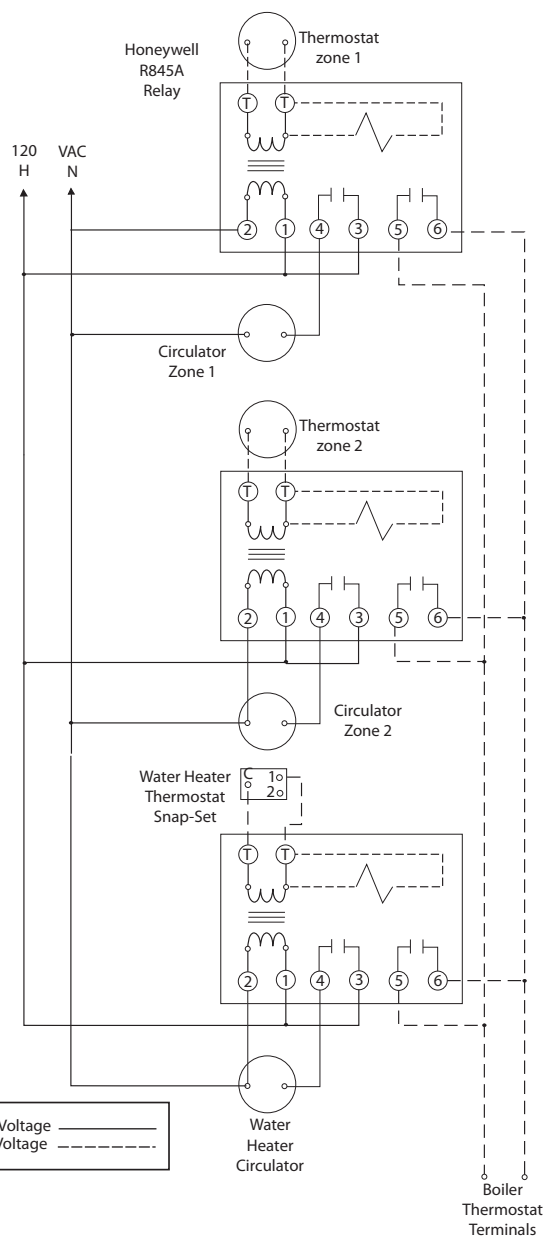 Honeywell
R845A
Relay
Thermostat
zone 1
T T
120 VAC
H N
2 1 4 3 5 6
Circulator
Zone 1
Thermostat
zone 2
T T
2 1 4 3 5 6
Circulator
Zone 2
Water Heater
Thermostat
Snap-Set
C 1
2
T T
2 1 4 3 5 6
Voltage
Voltage
Water
Heater
Circulator
Boiler
Thermostat
Terminals